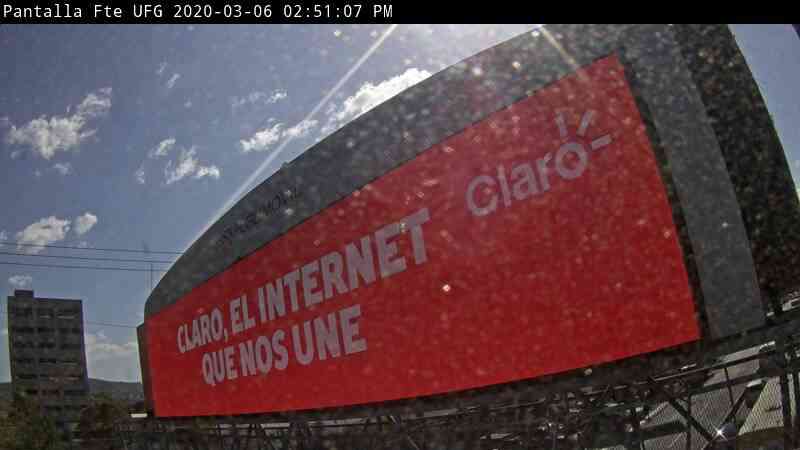 Pantalla Fte UFG 2020-03-06 02:51:07 PM
Claro
CLARO, EL INTERNET
QUE NOS UNE